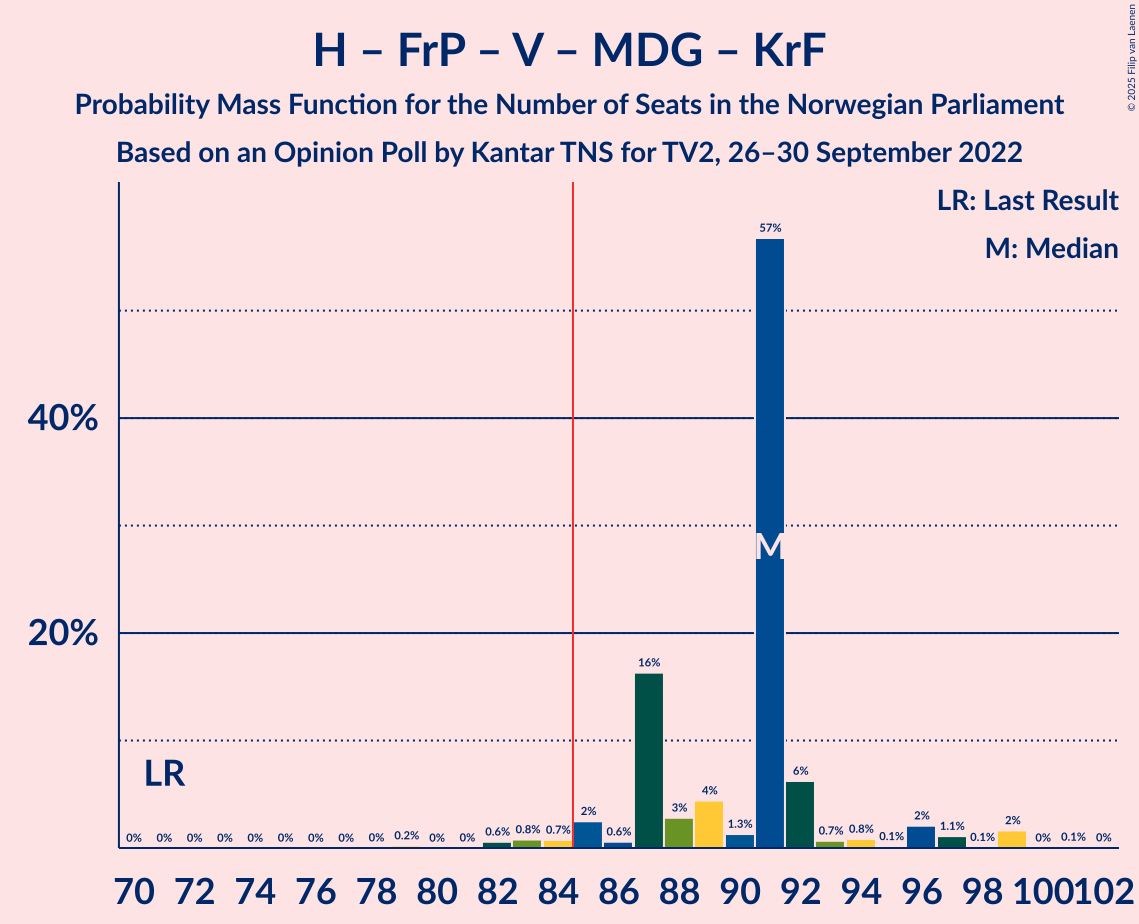 H – FrP – V – MDG – KrF
Probability Mass Function for the Number of Seats in the Norwegian Parliament
Based on an Opinion Poll by Kantar TNS for TV2, 26–30 September 2022
© 2025 Filip van Laenen
LR: Last Result
M: Median
57%
40%
M
20%
16%
LR
0% 0% 0% 0% 0% 0% 0% 0% 0% 0.2% 0% 0% 0.6% 0.8% 0.7% 2% 0.6% 3% 4% 1.3% 6% 0.7% 0.8% 0.1% 2% 1.1% 0.1% 2% 0% 0.1% 0%
70 72 74 76 78 80 82 84 86 88 90 92 94 96 98 100 102